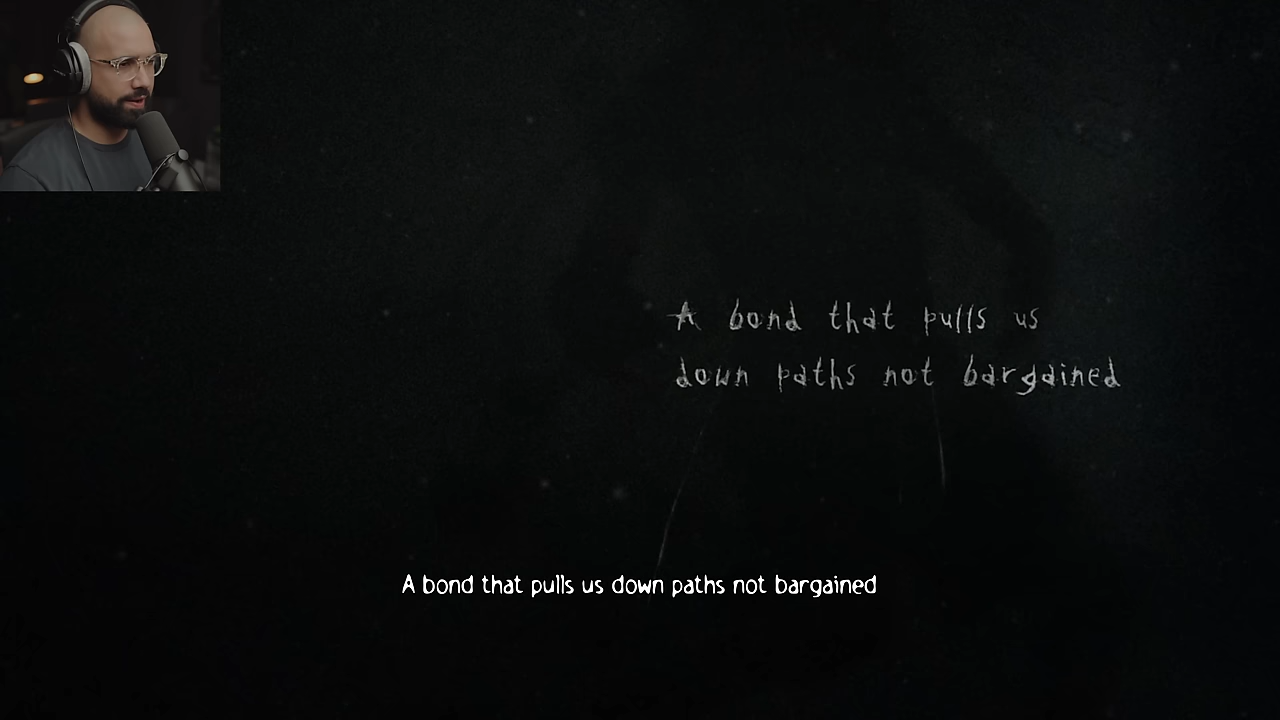 A bond that pulls us
down paths not bargained
A bond that pulls us down paths not bargained